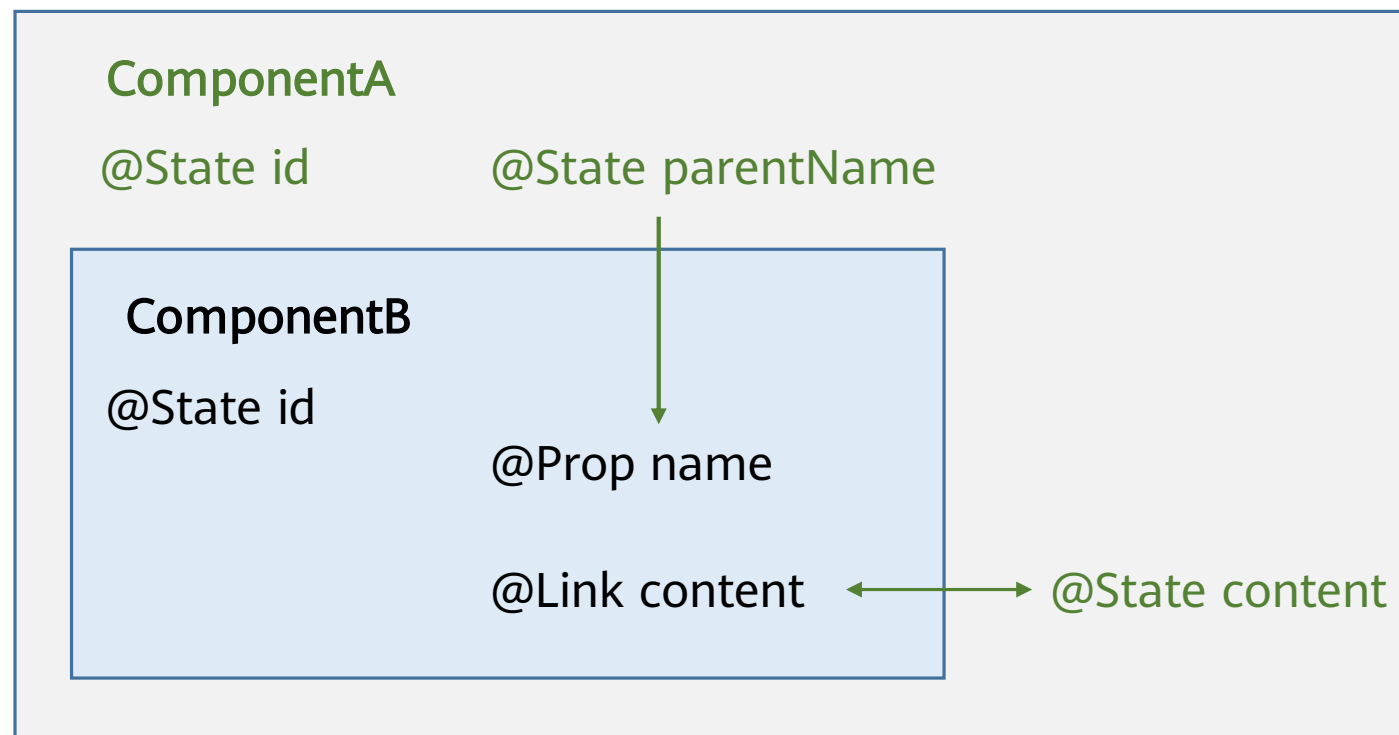 ComponentA
@State id @State parentName
ComponentB
@State id
@Prop name
@Link content @State content